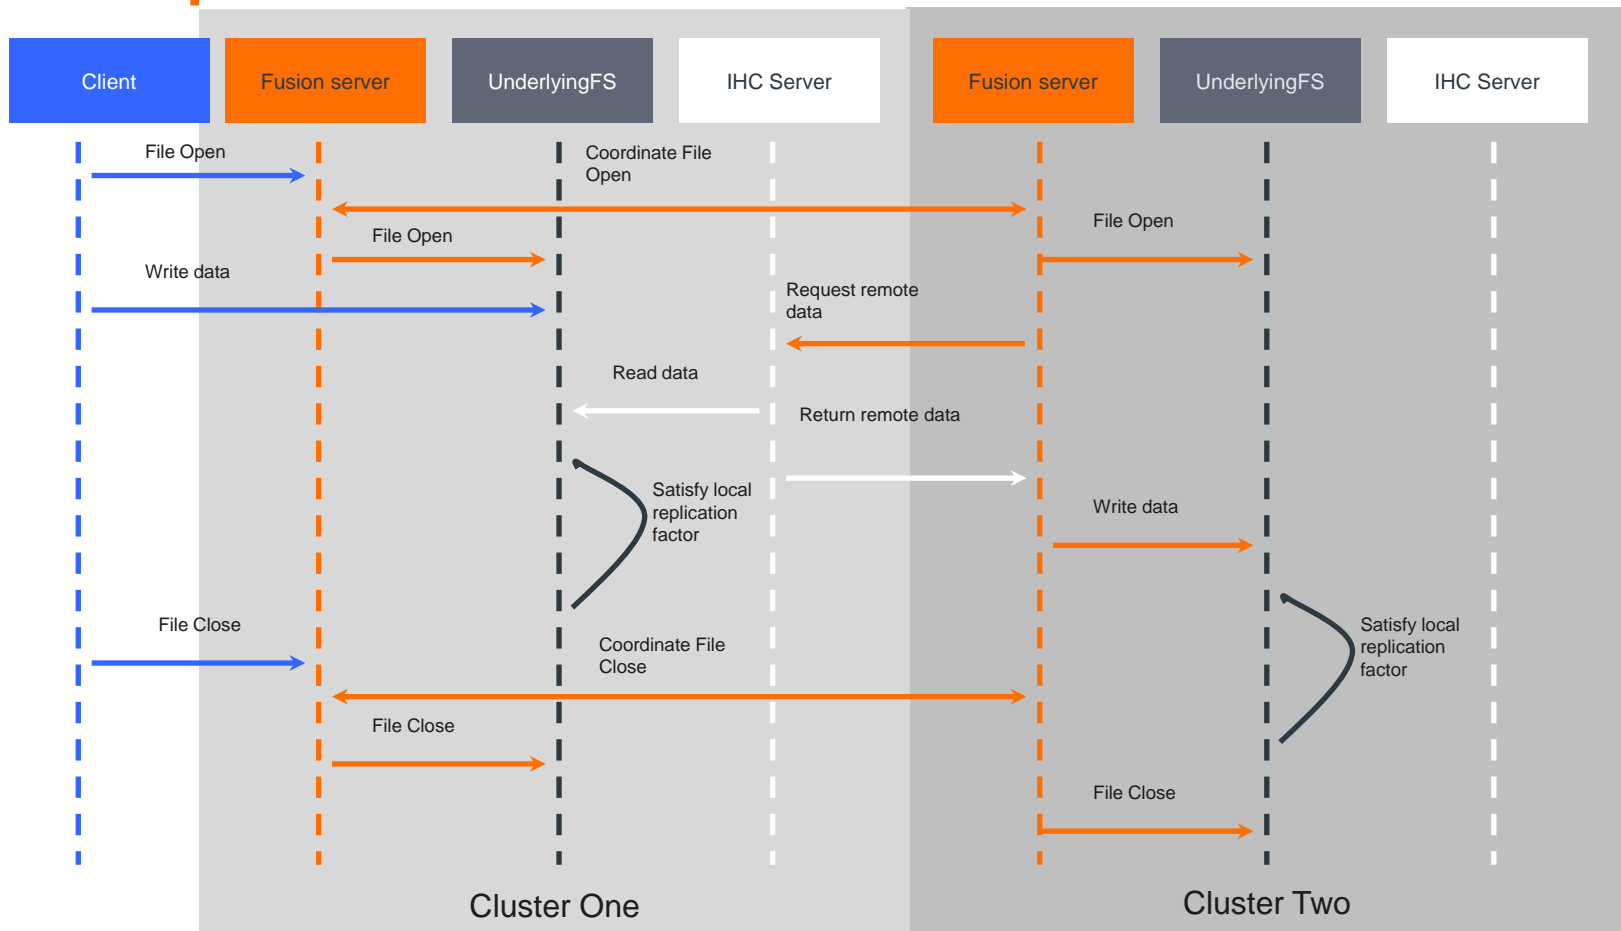 Client
Fusion server
UnderlyingFS
IHC Server
Fusion server
UnderlyingFS
IHC Server
File Open
Coordinate File
Open
File Open
File Open
Write data
Request remote
data
Read data
Return remote data
Satisfy local
replication
factor
Write data
File Close
Coordinate File
Close
Satisfy local
replication
factor
File Close
File Close
Cluster One
Cluster Two